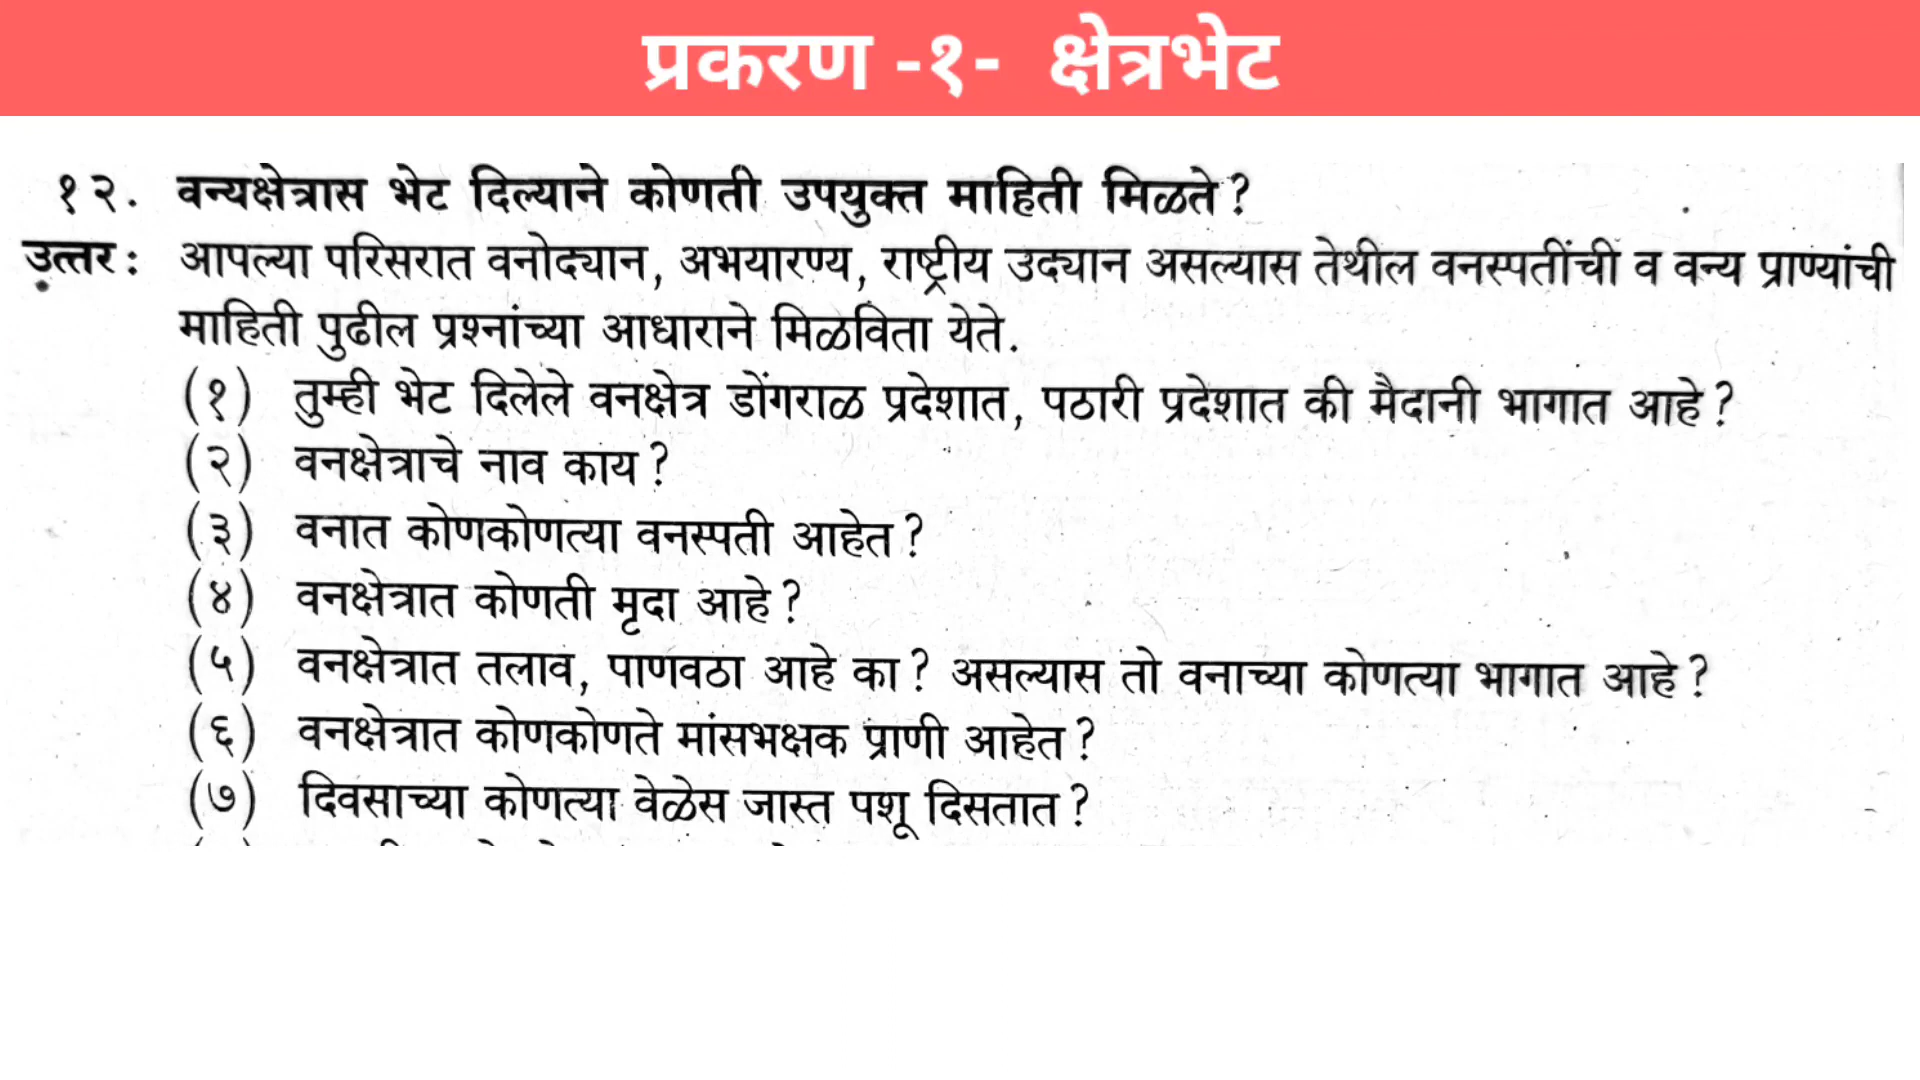 प्रकरण -१- क्षेत्रभेट
१२. वन्यक्षेत्रास भेट दिल्याने कोणती उपयुक्त माहिती मिळते?
उत्तर: आपल्या परिसरात वनोद्यान, अभयारण्य, राष्ट्रीय उद्यान असल्यास तेथील वनस्पतींची व वन्य प्राण्यांची
माहिती पुढील प्रश्नांच्या आधाराने मिळविता येते.
(१) तुम्ही भेट दिलेले वनक्षेत्र डोंगराळ प्रदेशात, पठारी प्रदेशात की मैदानी भागात आहे?
(२) वनक्षेत्राचे नाव काय?
(३) वनात कोणकोणत्या वनस्पती आहेत?
(४) वनक्षेत्रात कोणती मृदा आहे?
(५) वनक्षेत्रात तलाव, पाणवठा आहे का? असल्यास तो वनाच्या कोणत्या भागात आहे?
(६) वनक्षेत्रात कोणकोणते मांसभक्षक प्राणी आहेत?
(७) दिवसाच्या कोणत्या वेळेस जास्त पशू दिसतात?